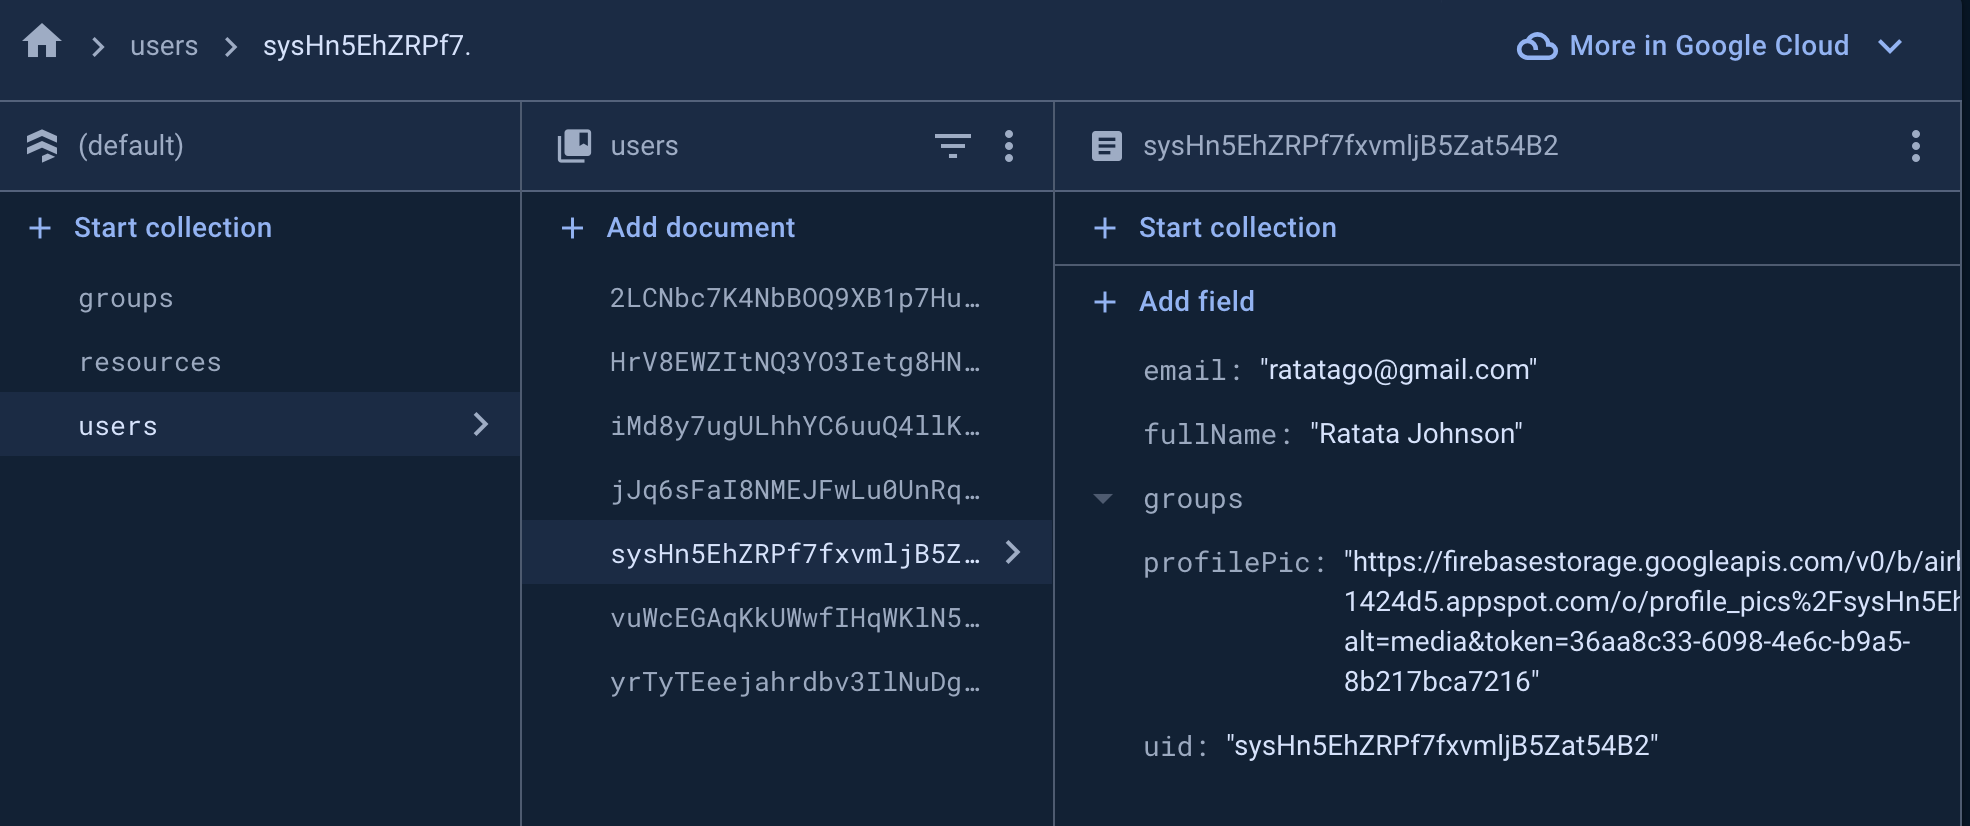 users
sysHn5EhZRPf7.
More in Google Cloud
(default)
users
sysHn5EhZRPf7fxvmljB5Zat54B2
Start collection
Add document
Start collection
groups
resources
users
2LCNbc7K4NbBOQ9XB1p7Hu…
HrV8EWZItNQ3YO3Ietg8HN…
iMd8y7ugULhhYC6uuQ4llK…
jJq6sFaI8NMEJFwLu0UnRq…
sysHn5EhZRPf7fxvmljB5Z…
vuWcEGAqKkUWwfIHqWKlN5…
yrTyTEeejahrdbv3IlNuDg…
Add field
email: "ratatago@gmail.com"
fullName: "Ratata Johnson"
groups
profilePic: "https://firebasestorage.googleapis.com/v0/b/air
1424d5.appspot.com/o/profile_pics%2FsysHn5E
alt=media&token=36aa8c33-6098-4e6c-b9a5-
8b217bca7216"
uid: "sysHn5EhZRPf7fxvmljB5Zat54B2"